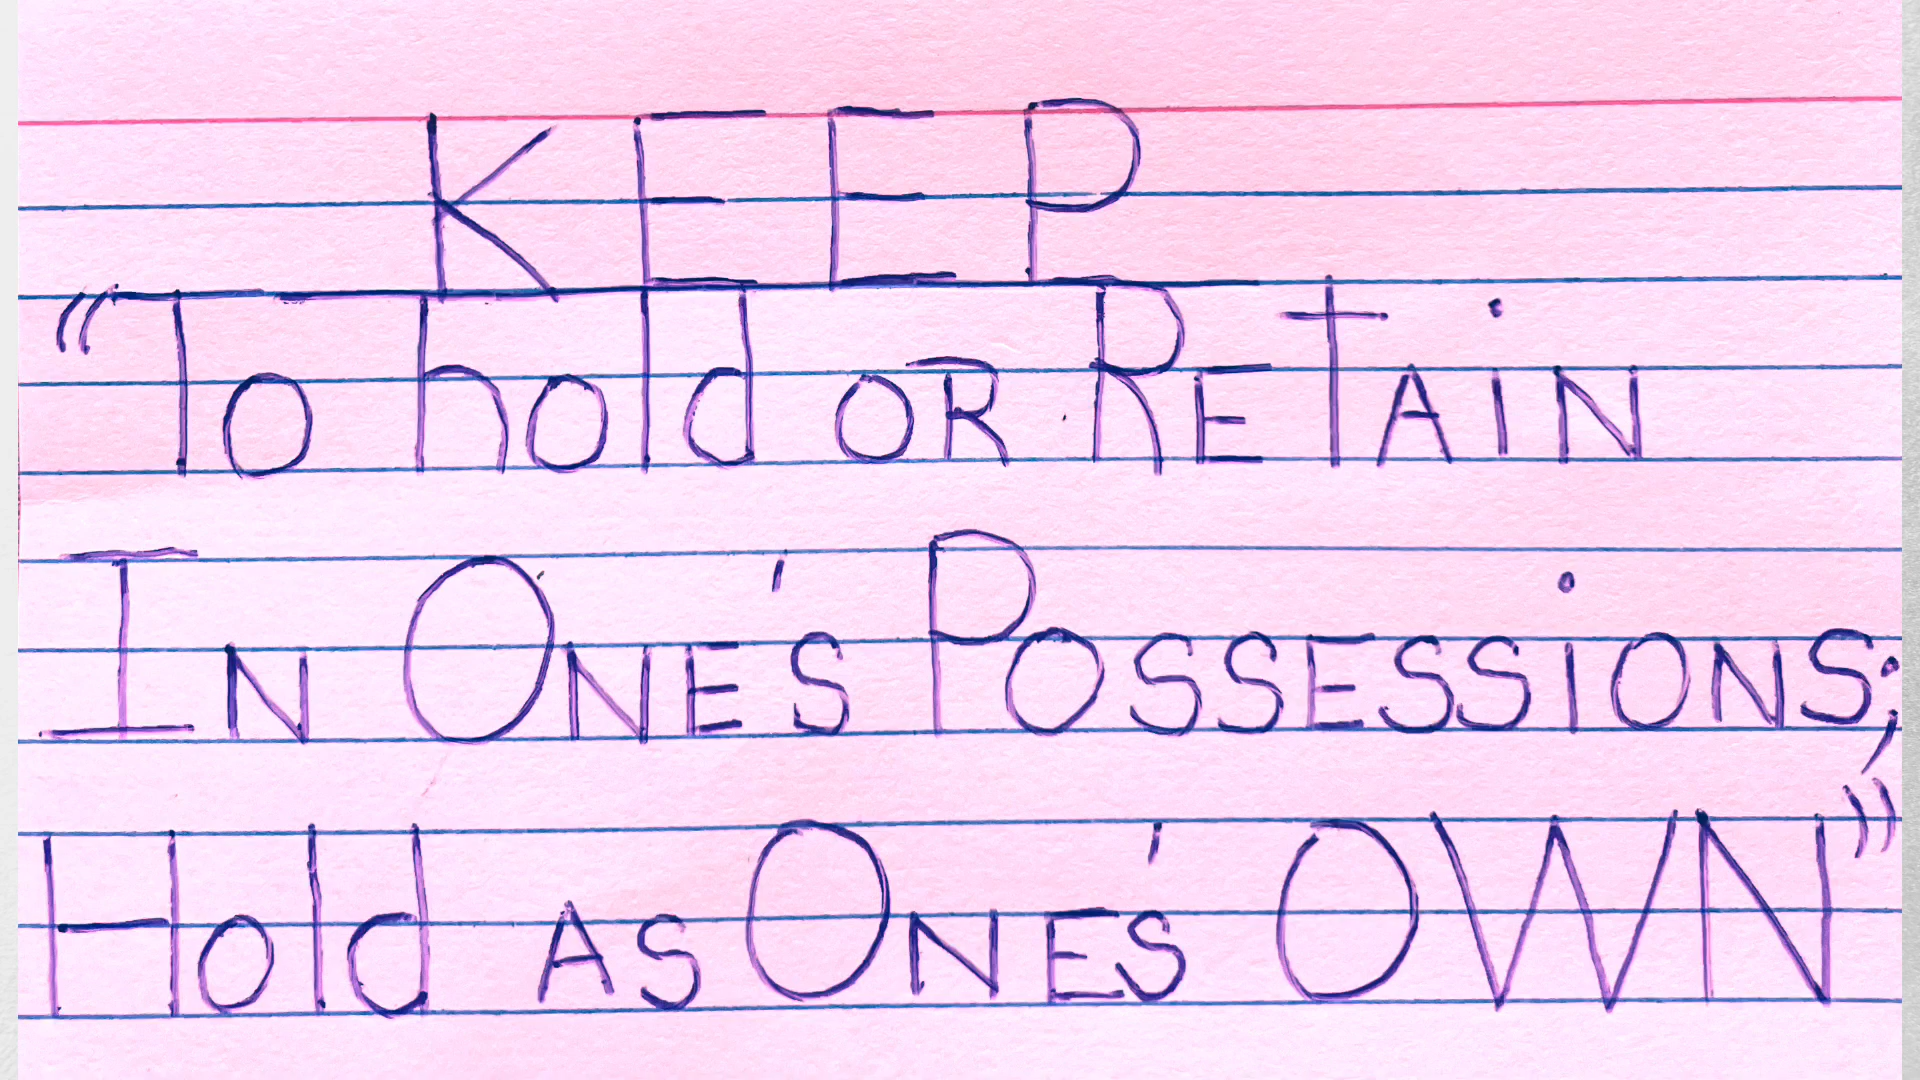 KEEP
"To hold oR RETAiN
IN ONE'S POSSESSiONS;
Hold AS ONE'S OWN"